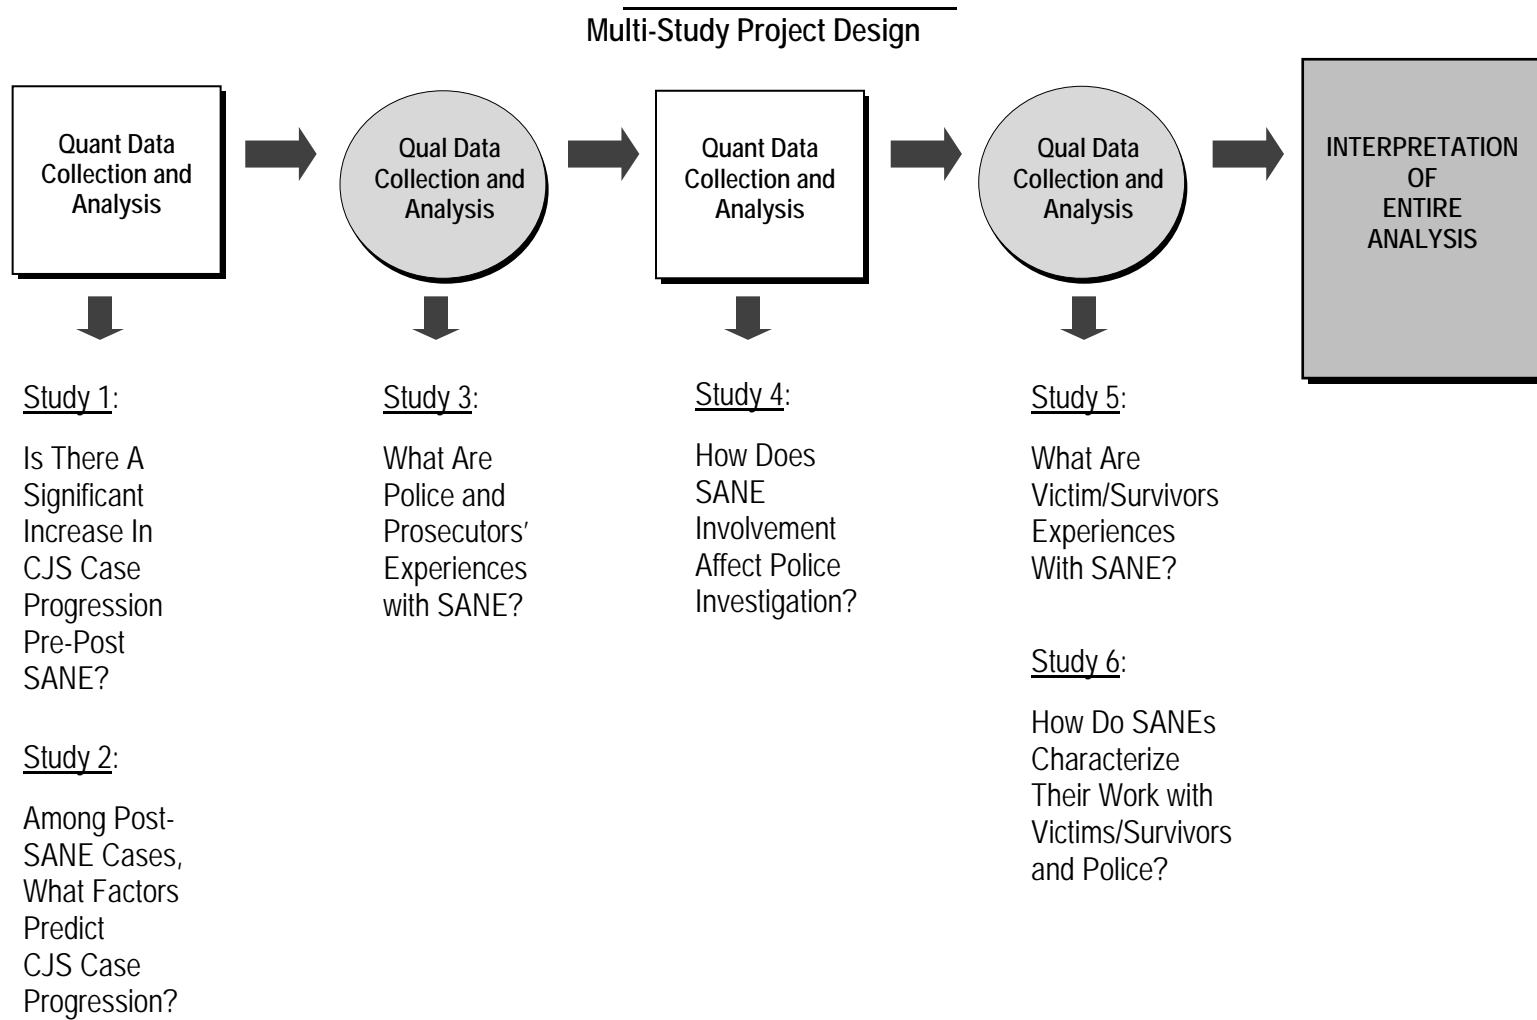 Multi-Study Project Design
Quant Data
Collection and
Analysis
Qual Data
Collection and
Analysis
Quant Data
Collection and
Analysis
Qual Data
Collection and
Analysis
INTERPRETATION
OF
ENTIRE
ANALYSIS
Study 1:
Is There A
Significant
Increase In
CJS Case
Progression
Pre-Post
SANE?
Study 2:
Among Post-
SANE Cases,
What Factors
Predict
CJS Case
Progression?
Study 3:
What Are
Police and
Prosecutors’
Experiences
with SANE?
Study 4:
How Does
SANE
Involvement
Affect Police
Investigation?
Study 5:
What Are
Victim/Survivors
Experiences
With SANE?
Study 6:
How Do SANEs
Characterize
Their Work with
Victims/Survivors
and Police?